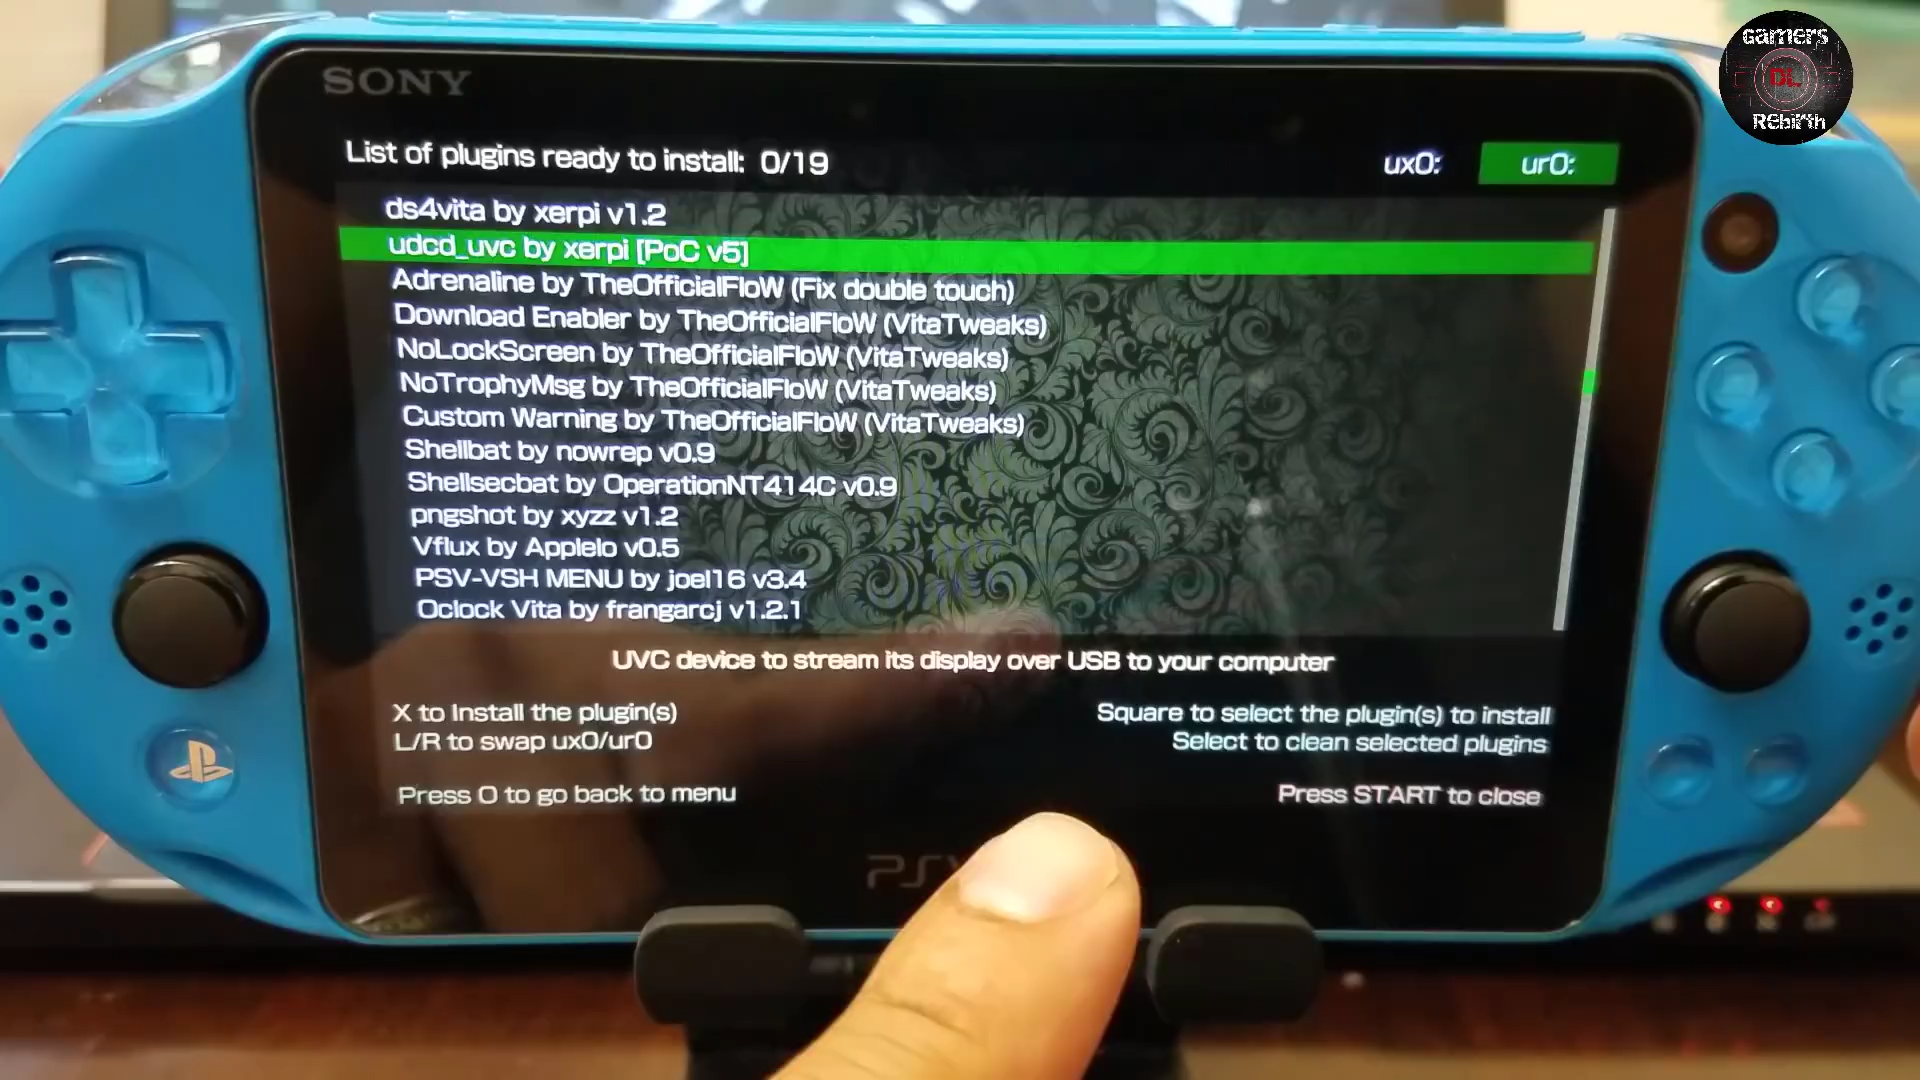 GamErs
DL
REbirth
SONY
List of plugins ready to install: 0/19
ux0:
ur0:
ds4vita by xerpi v1.2
udcd_uvc by xerpi [PoC v5]
Adrenaline by TheOfficialFloW (Fix double touch)
Download Enabler by TheOfficialFloW (VitaTweaks)
NoLockScreen by TheOfficialFloW (VitaTweaks)
NoTrophyMsg by TheOfficialFloW (VitaTweaks)
Custom Warning by TheOfficialFloW (VitaTweaks)
Shellbat by nowrep v0.9
Shellsecbat by OperationNT414C v0.9
pngshot by xyzz v1.2
Vflux by Applelo v0.5
PSV-VSH MENU by joel16 v3.4
Oclock Vita by frangarcj v1.2.1
UVC device to stream its display over USB to your computer
X to Install the plugin(s)
Square to select the plugin(s) to install
L/R to swap ux0/ur0
Select to clean selected plugins
Press O to go back to menu
Press START to close